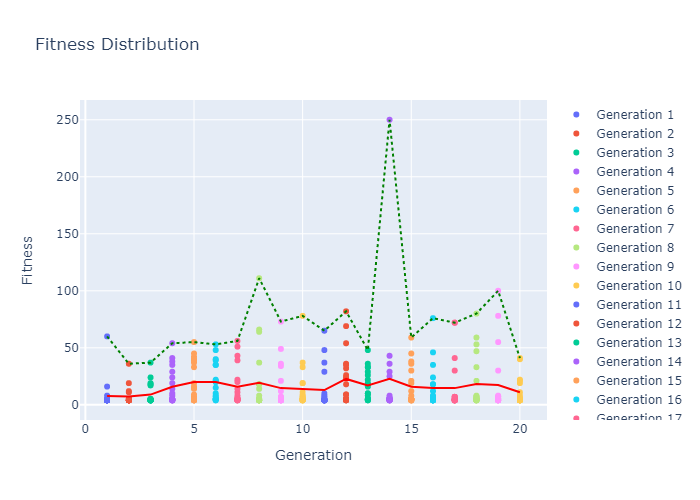 Fitness Distribution
Fitness
250
200
150
100
50
0
0 5 10 15 20
Generation
Generation 1
Generation 2
Generation 3
Generation 4
Generation 5
Generation 6
Generation 7
Generation 8
Generation 9
Generation 10
Generation 11
Generation 12
Generation 13
Generation 14
Generation 15
Generation 16
Generation 17